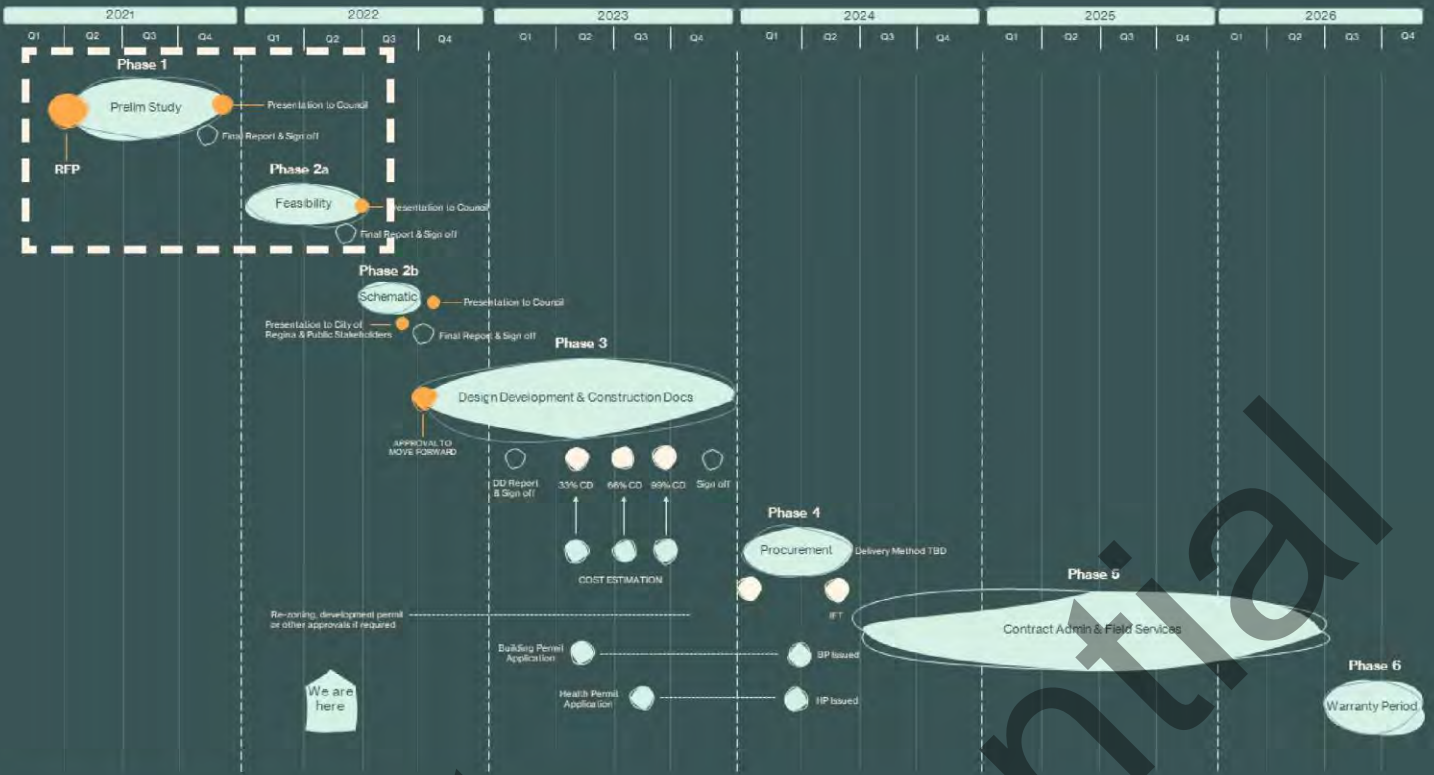 2021
2022
2023
2024
2025
2026
Q1 Q2 Q3 Q4
Q1 Q2 Q3 Q4
Q1 Q2 Q3 Q4
Q1 Q2 Q3 Q4
Q1 Q2 Q3 Q4
Q1 Q2 Q3 Q4
Phase 1
Prelim Study
Presentation to Council
Final Report & Sign off
RFP
Phase 2a
Feasibility
Presentation to Council
Final Report & Sign off
Phase 2b
Schematic
Presentation to Council
Presentation to City of
Regina & Public Stakeholders
Final Report & Sign off
Phase 3
Design Development & Construction Docs
APPROVAL TO
MOVE FORWARD
DD Report
& Sign off
33% CD
66% CD
99% CD
Sign off
COST ESTIMATION
Phase 4
Procurement
Delivery Method TBD
IFT
Re-zoning, development permit
or other approvals if required
Building Permit
Application
BP Issued
Health Permit
Application
HP Issued
We are
here
Phase 5
Contract Admin & Field Services
Phase 6
Warranty Period
ntial